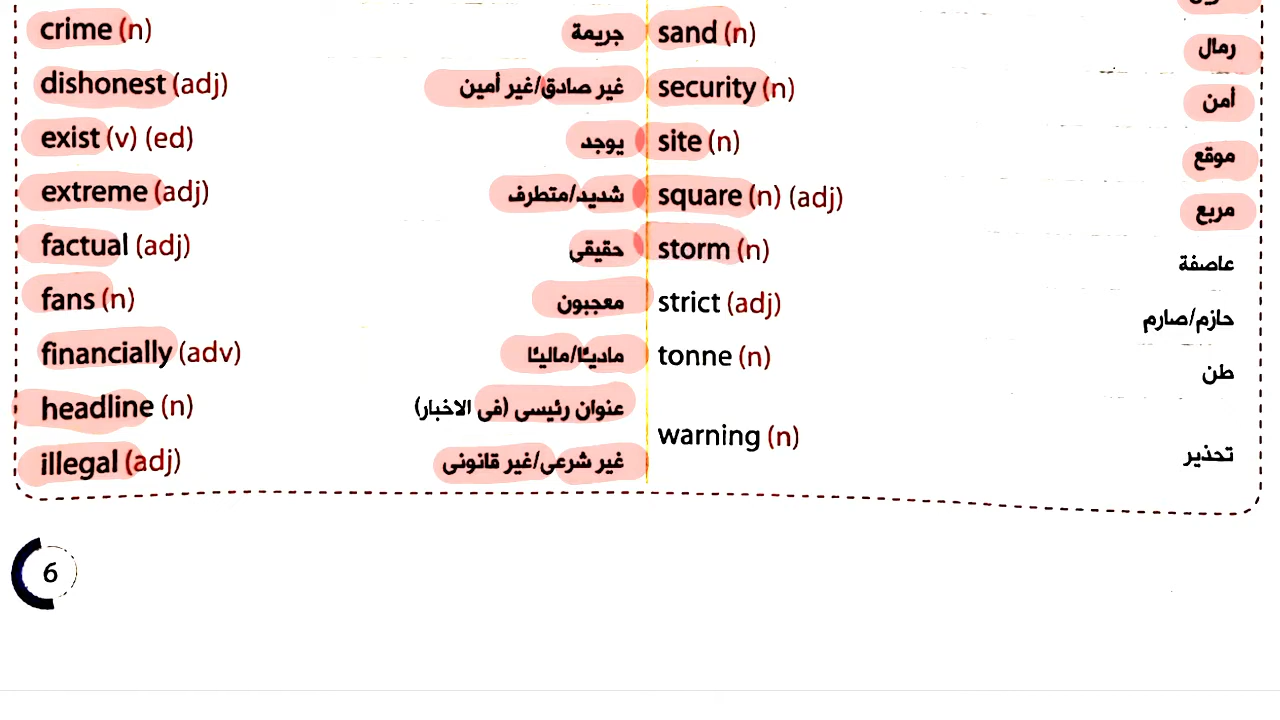 crime (n) جريمة
dishonest (adj) غير صادق/غير أمين
exist (v) (ed) يوجد
extreme (adj) شديد/متطرف
factual (adj) حقيقى
fans (n) معجبون
financially (adv) ماديًا/ماليًا
headline (n) عنوان رئيسى (فى الاخبار)
illegal (adj) غير شرعى/غير قانونى
sand (n) رمال
security (n) أمن
site (n) موقع
square (n) (adj) مربع
storm (n) عاصفة
strict (adj) حازم/صارم
tonne (n) طن
warning (n) تحذير
6